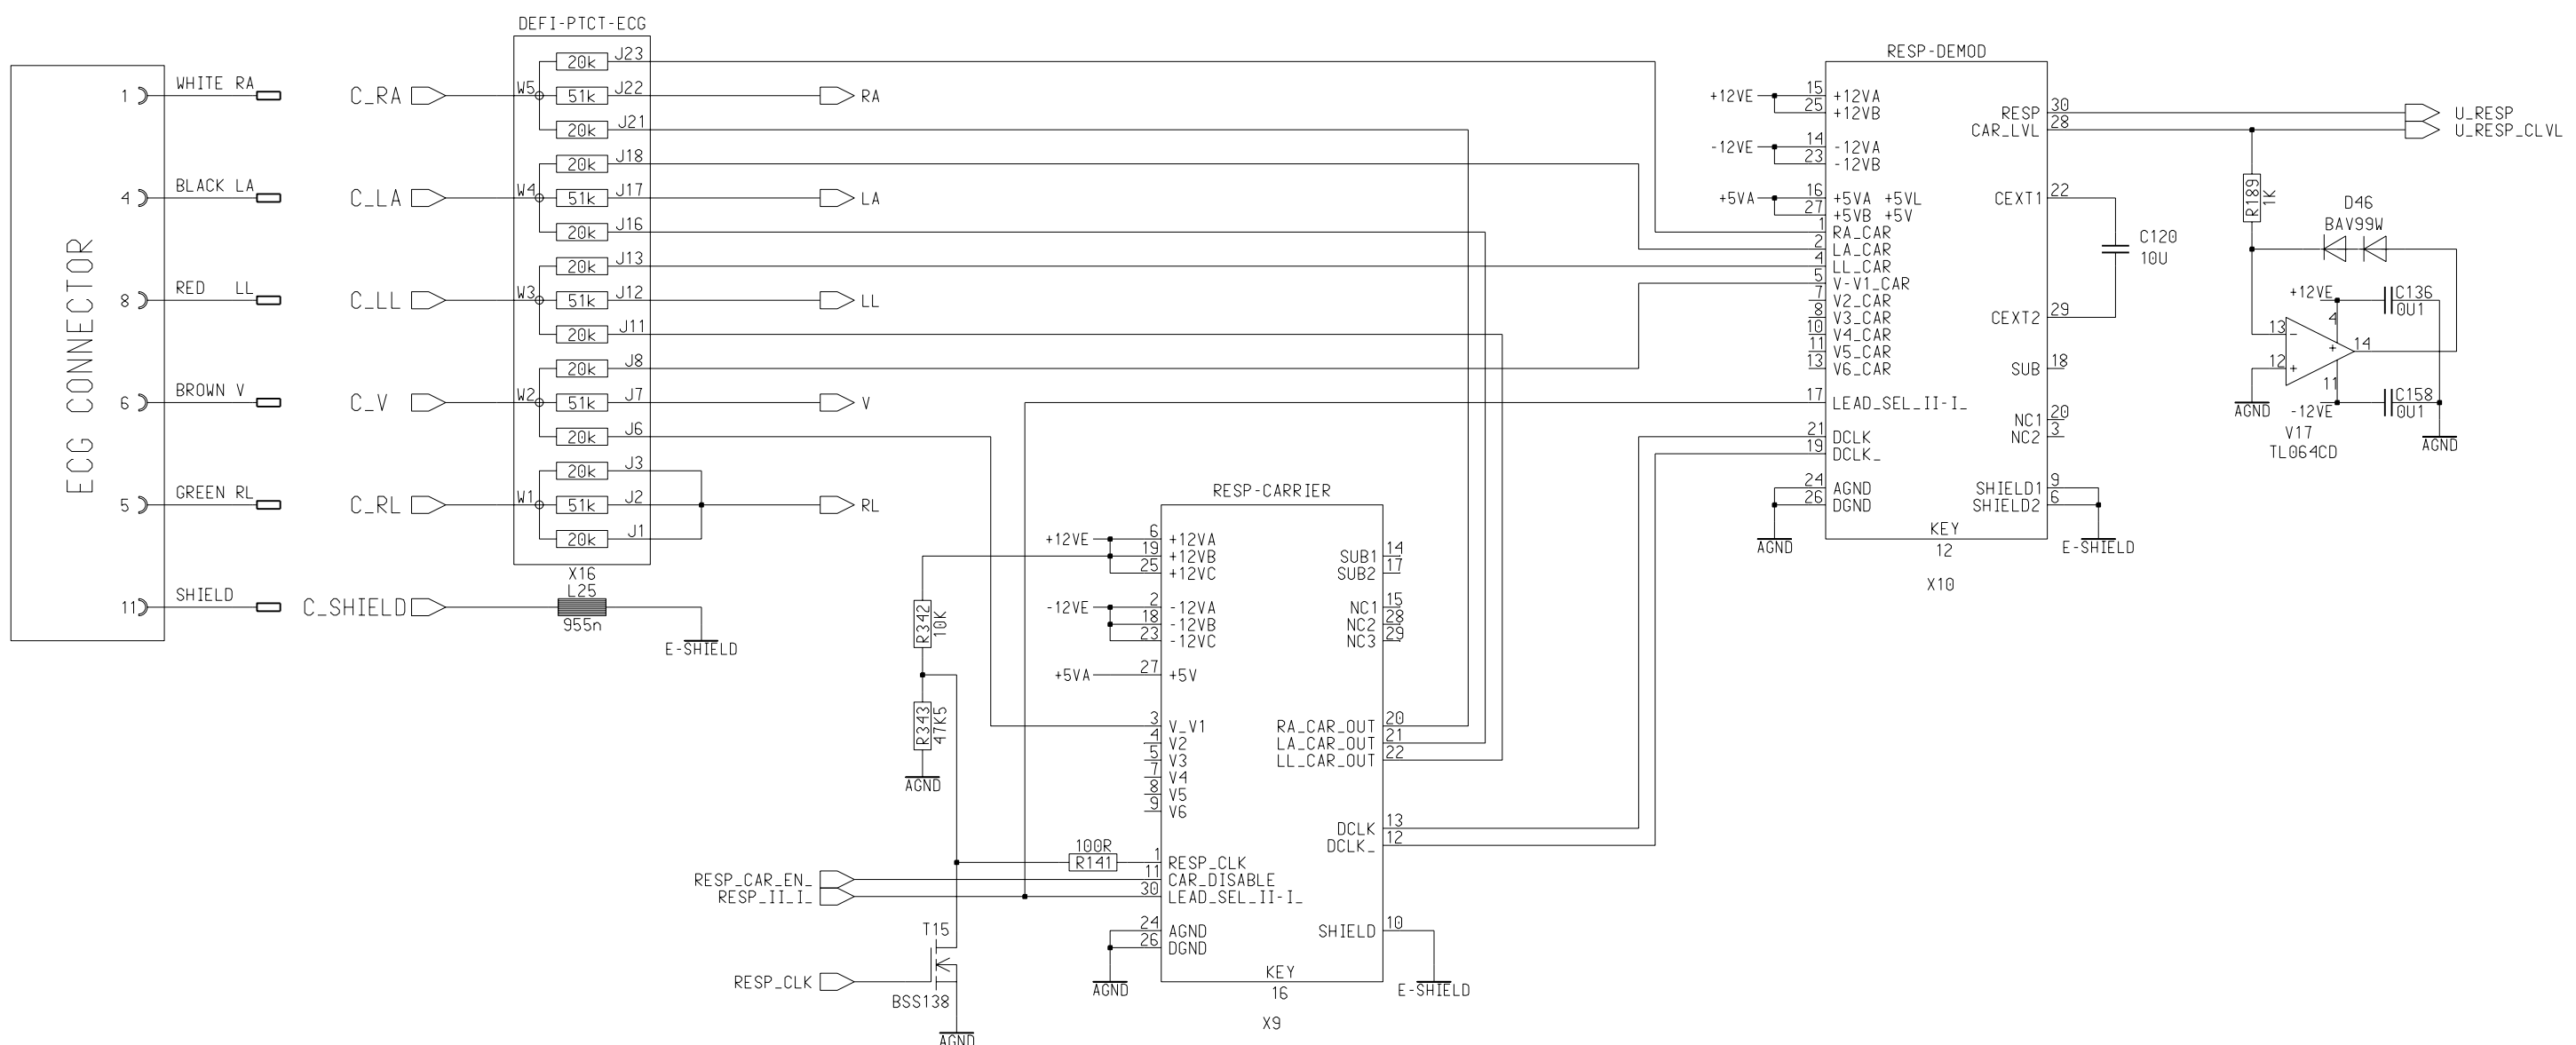 DEFI-PTCT-ECG
ECG CONNECTOR
1 WHITE RA
4 BLACK LA
8 RED LL
6 BROWN V
5 GREEN RL
11 SHIELD
C_RA
C_LA
C_LL
C_V
C_RL
C_SHIELD
W5
20k J23
51k J22
20k J21
W4
20k J18
51k J17
20k J16
W3
20k J13
51k J12
20k J11
W2
20k J8
51k J7
20k J6
W1
20k J3
51k J2
20k J1
X16
L25
955n
E-SHIELD
RA
LA
LL
V
RL
RESP-CARRIER
+12VE
6 +12VA
19 +12VB
25 +12VC
-12VE
2 -12VA
18 -12VB
23 -12VC
+5VA 27 +5V
3 V_V1
4 V2
5 V3
7 V4
8 V5
9 V6
1 RESP_CLK
11 CAR_DISABLE
30 LEAD_SEL_II-I_
24 AGND
26 DGND
AGND
SUB1 14
SUB2 17
NC1 15
NC2 28
NC3 29
RA_CAR_OUT 20
LA_CAR_OUT 21
LL_CAR_OUT 22
DCLK 13
DCLK_ 12
SHIELD 10
E-SHIELD
KEY
16
X9
R342
10K
R343
47K5
AGND
100R
R141
RESP_CAR_EN_
RESP_II_I_
T15
RESP_CLK
BSS138
AGND
RESP-DEMOD
+12VE
15 +12VA
25 +12VB
-12VE
14 -12VA
23 -12VB
+5VA
16 +5VA +5VL
27 +5VB +5V
1 RA_CAR
2 LA_CAR
4 LL_CAR
5 V-V1_CAR
7 V2_CAR
8 V3_CAR
10 V4_CAR
11 V5_CAR
13 V6_CAR
17 LEAD_SEL_II-I_
21 DCLK
19 DCLK_
24 AGND
26 DGND
AGND
RESP 30
CAR_LVL 28
CEXT1 22
CEXT2 29
SUB 18
NC1 20
NC2 3
SHIELD1 9
SHIELD2 6
E-SHIELD
KEY
12
X10
C120
10U
U_RESP
U_RESP_CLVL
R189
1K
D46
BAV99W
+12VE
C136
0U1
4
13 -
+ 14
12 +
11
AGND
-12VE
C158
0U1
V17
TL064CD
AGND